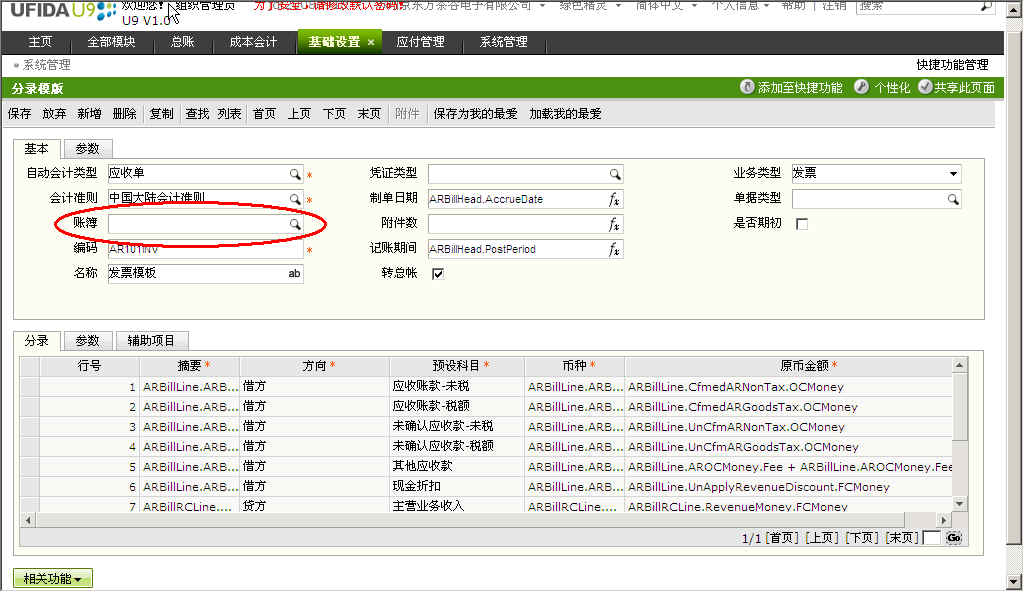 UFIDA U9 欢迎您! 组织管理员 东方奈谷电子有限公司 绿色精灵 简体中文 个人信息 帮助 | 注销 搜索
U9 V1.0
主页 全部模块 总账 成本会计 基础设置 × 应付管理 系统管理
» 系统管理 快捷功能管理
分录模版 添加至快捷功能 个性化 共享此页面
保存 放弃 新增 删除 复制 查找 列表 首页 上页 下页 末页 附件 保存为我的最爱 加载我的最爱
基本 参数
自动会计类型 应收单 * 凭证类型 业务类型 发票
会计准则 中国大陆会计准则 * 制单日期 ARBillHead.AccrueDate fx 单据类型
账簿 附件数 fx 是否期初
编码 AR101INV * 记账期间 ARBillHead.PostPeriod fx
名称 发票模板 ab 转总帐
分录 参数 辅助项目
行号 摘要* 方向* 预设科目* 币种* 原币金额*
1 ARBillLine.ARB... 借方 应收账款-未税 ARBillLine.ARB... ARBillLine.CfmedARNonTax.OCMoney
2 ARBillLine.ARB... 借方 应收账款-税额 ARBillLine.ARB... ARBillLine.CfmedARGoodsTax.OCMoney
3 ARBillLine.ARB... 借方 未确认应收款-未税 ARBillLine.ARB... ARBillLine.UnCfmARNonTax.OCMoney
4 ARBillLine.ARB... 借方 未确认应收款-税额 ARBillLine.ARB... ARBillLine.UnCfmARGoodsTax.OCMoney
5 ARBillLine.ARB... 借方 其他应收款 ARBillLine.ARB... ARBillLine.AROCMoney.Fee + ARBillLine.AROCMoney.Fee
6 ARBillLine.ARB... 借方 现金折扣 ARBillLine.ARB... ARBillLine.UnApplyRevenueDiscount.FCMoney
7 ARBillRCLine.... 贷方 主营业务收入 ARBillRCLine.... ARBillRCLine.RevenueMoney.FCMoney
1/1 [首页] [上页] [下页] [末页] Go
相关功能